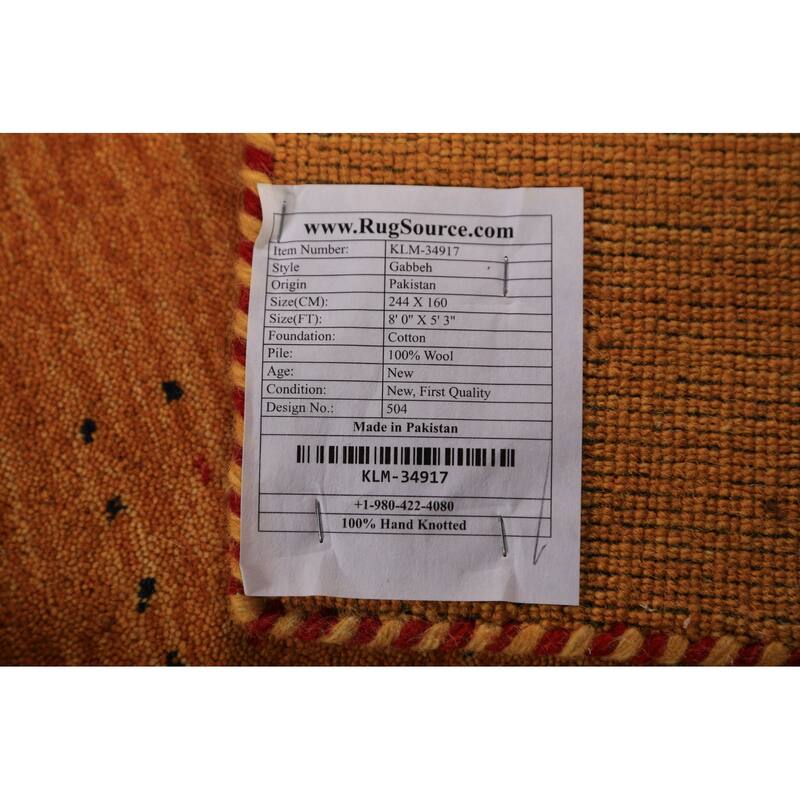 www.RugSource.com
Item Number: KLM-34917
Style Gabbeh
Origin Pakistan
Size(CM): 244 X 160
Size(FT): 8' 0" X 5' 3"
Foundation: Cotton
Pile: 100% Wool
Age: New
Condition: New, First Quality
Design No.: 504
Made in Pakistan
KLM-34917
+1-980-422-4080
100% Hand Knotted